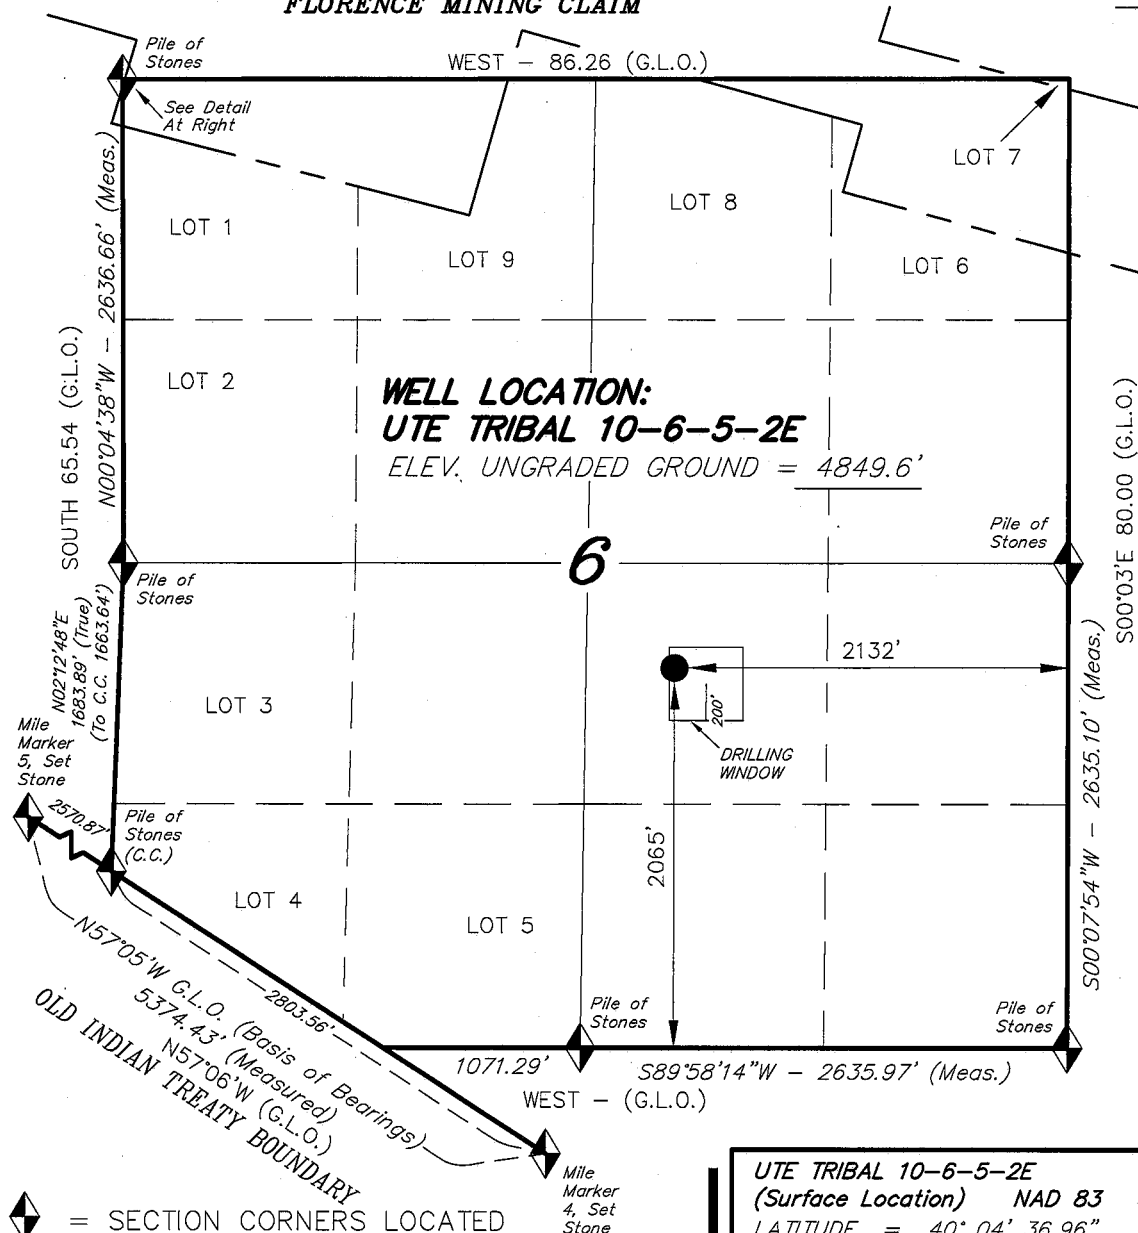 FLORENCE MINING CLAIM
Pile of
Stones
WEST - 86.26 (G.L.O.)
See Detail
At Right
LOT 7
LOT 1
LOT 8
LOT 9
LOT 6
N00°04'38"W - 2636.66' (Meas.)
SOUTH 65.54 (G.L.O.)
LOT 2
WELL LOCATION:
UTE TRIBAL 10-6-5-2E
ELEV. UNGRADED GROUND = 4849.6'
S00°03'E 80.00 (G.L.O.)
Pile of
Stones
6
Pile of
Stones
N02°12'48"E
1683.89' (True)
(To C.C. 1663.64')
2132'
LOT 3
200'
DRILLING
WINDOW
S00°07'54"W - 2635.10' (Meas.)
Mile
Marker
5, Set
Stone
2570.87'
Pile of
Stones
(C.C.)
2065'
LOT 4
LOT 5
N57°05'W G.L.O. (Basis of Bearings)
5374.43' (Measured)
N57°06'W (G.L.O.)
2803.56'
OLD INDIAN TREATY BOUNDARY
Pile of
Stones
Pile of
Stones
1071.29'
S89°58'14"W - 2635.97' (Meas.)
WEST - (G.L.O.)
Mile
Marker
4, Set
Stone
= SECTION CORNERS LOCATED
UTE TRIBAL 10-6-5-2E
(Surface Location) NAD 83
LATITUDE = 40° 04' 36.96"